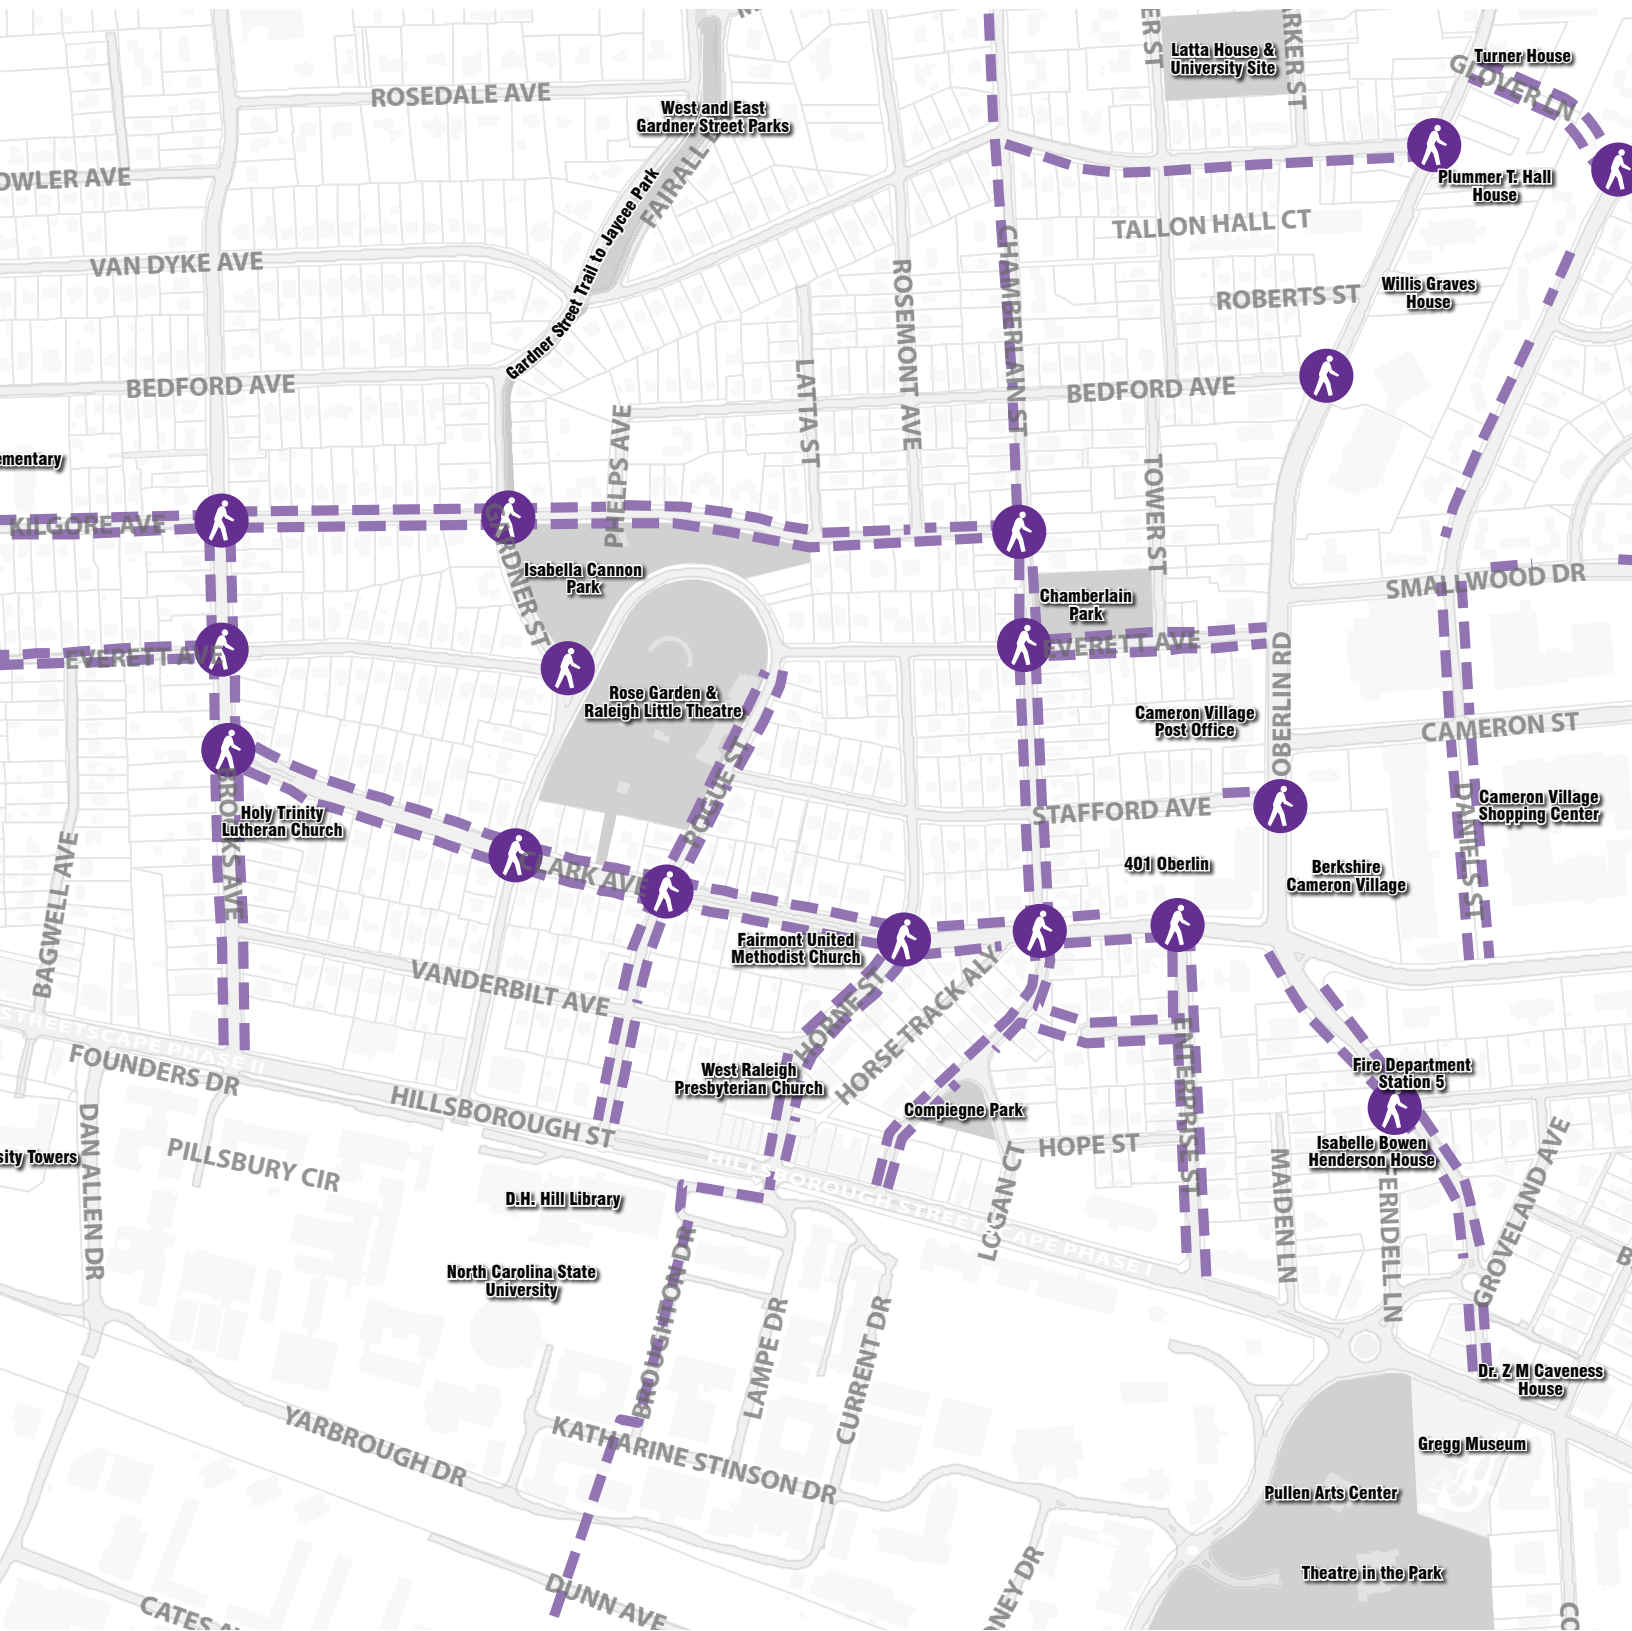 Latta House &
University Site
Turner House
GLOVER LN
ROSEDALE AVE
West and East
Gardner Street Parks
FAIRALL
OWLER AVE
Gardner Street Trail to Jaycee Park
Plummer T. Hall
House
TALLON HALL CT
VAN DYKE AVE
CHAMBERLAIN ST
ROSEMONT AVE
Willis Graves
House
ROBERTS ST
BEDFORD AVE
LATTA ST
BEDFORD AVE
PHELPS AVE
ementary
TOWER ST
KILGORE AVE
GARDNER ST
Isabella Cannon
Park
SMALLWOOD DR
Chamberlain
Park
EVERETT AVE
EVERETT AVE
OBERLIN RD
Rose Garden &
Raleigh Little Theatre
Cameron Village
Post Office
CAMERON ST
POGUE ST
BROOKS AVE
Holy Trinity
Lutheran Church
STAFFORD AVE
DANIELS ST
Cameron Village
Shopping Center
BAGWELL AVE
CLARK AVE
401 Oberlin
Berkshire
Cameron Village
Fairmont United
Methodist Church
VANDERBILT AVE
HORNE ST
HORSE TRACK ALY
STREETSCAPE PHASE II
FOUNDERS DR
ENTERPRISE ST
West Raleigh
Presbyterian Church
Fire Department
Station 5
HILLSBOROUGH ST
Compiegne Park
DAN ALLEN DR
PILLSBURY CIR
sity Towers
HOPE ST
LOGAN CT
MAIDEN LN
Isabelle Bowen
Henderson House
FERNDELL LN
GROVELAND AVE
HILLSBOROUGH STREETSCAPE PHASE I
D.H. Hill Library
North Carolina State
University
BROUGHTON DR
LAMPE DR
CURRENT DR
Dr. Z M Caveness
House
YARBROUGH DR
KATHARINE STINSON DR
Gregg Museum
Pullen Arts Center
DUNN AVE
Theatre in the Park
CATES A
ONEY DR
CO
ER ST
ARKER ST